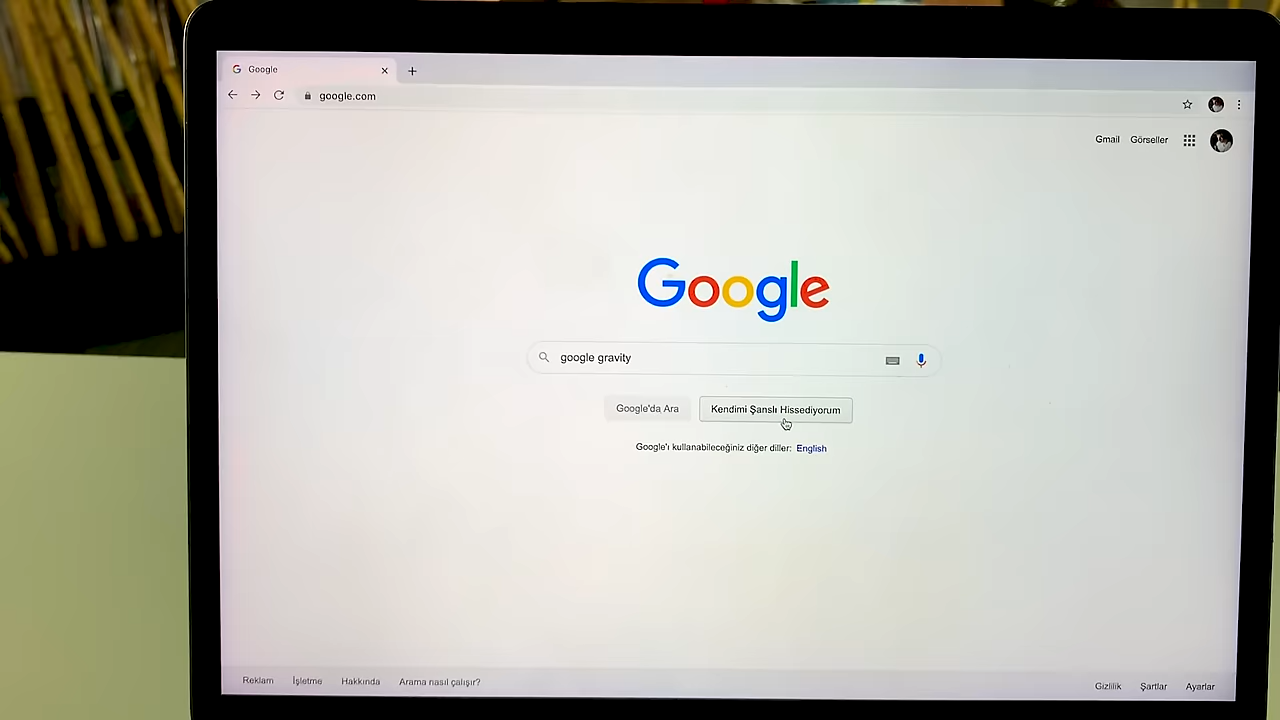 Google
google.com
Gmail Görseller
Google
google gravity
Google'da Ara Kendimi Şanslı Hissediyorum
Google'ı kullanabileceğiniz diğer diller: English
Reklam İşletme Hakkında Arama nasıl çalışır? Gizlilik Şartlar Ayarlar